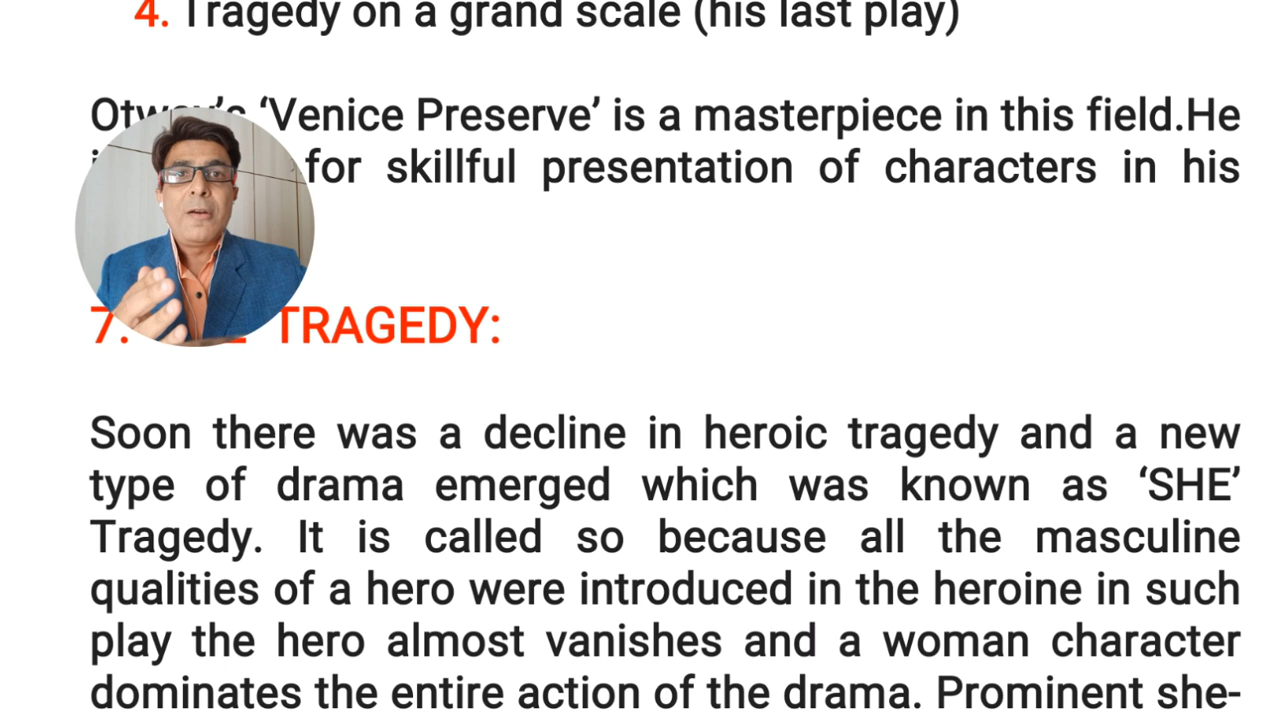 4. Tragedy on a grand scale (his last play)
‘Venice Preserve’ is a masterpiece in this field.He
for skillful presentation of characters in his
7. TRAGEDY:
Soon there was a decline in heroic tragedy and a new
type of drama emerged which was known as ‘SHE’
Tragedy. It is called so because all the masculine
qualities of a hero were introduced in the heroine in such
play the hero almost vanishes and a woman character
dominates the entire action of the drama. Prominent she-